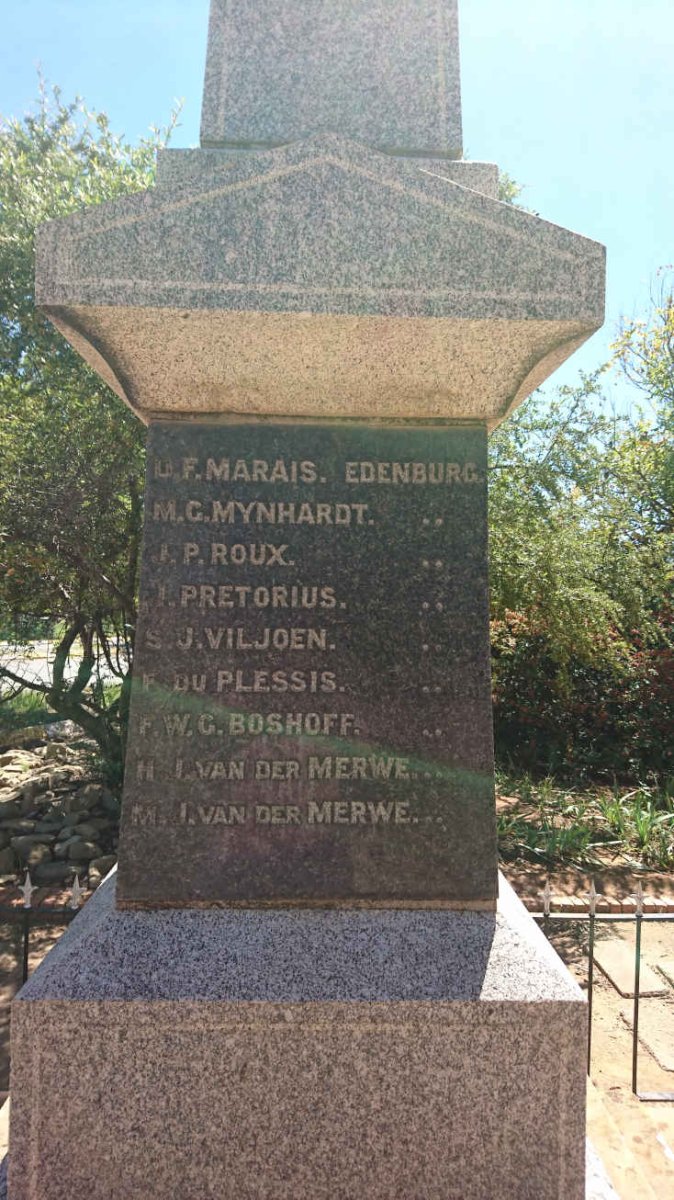 D.F. MARAIS. EDENBURG.
M.C. MYNHARDT. ,,
J.P. ROUX. ,,
J. PRETORIUS. ,,
S.J. VILJOEN. ,,
F. DU PLESSIS. ,,
F.W.C. BOSHOFF. ,,
H.J. VAN DER MERWE. ,,
M.J. VAN DER MERWE. ,,